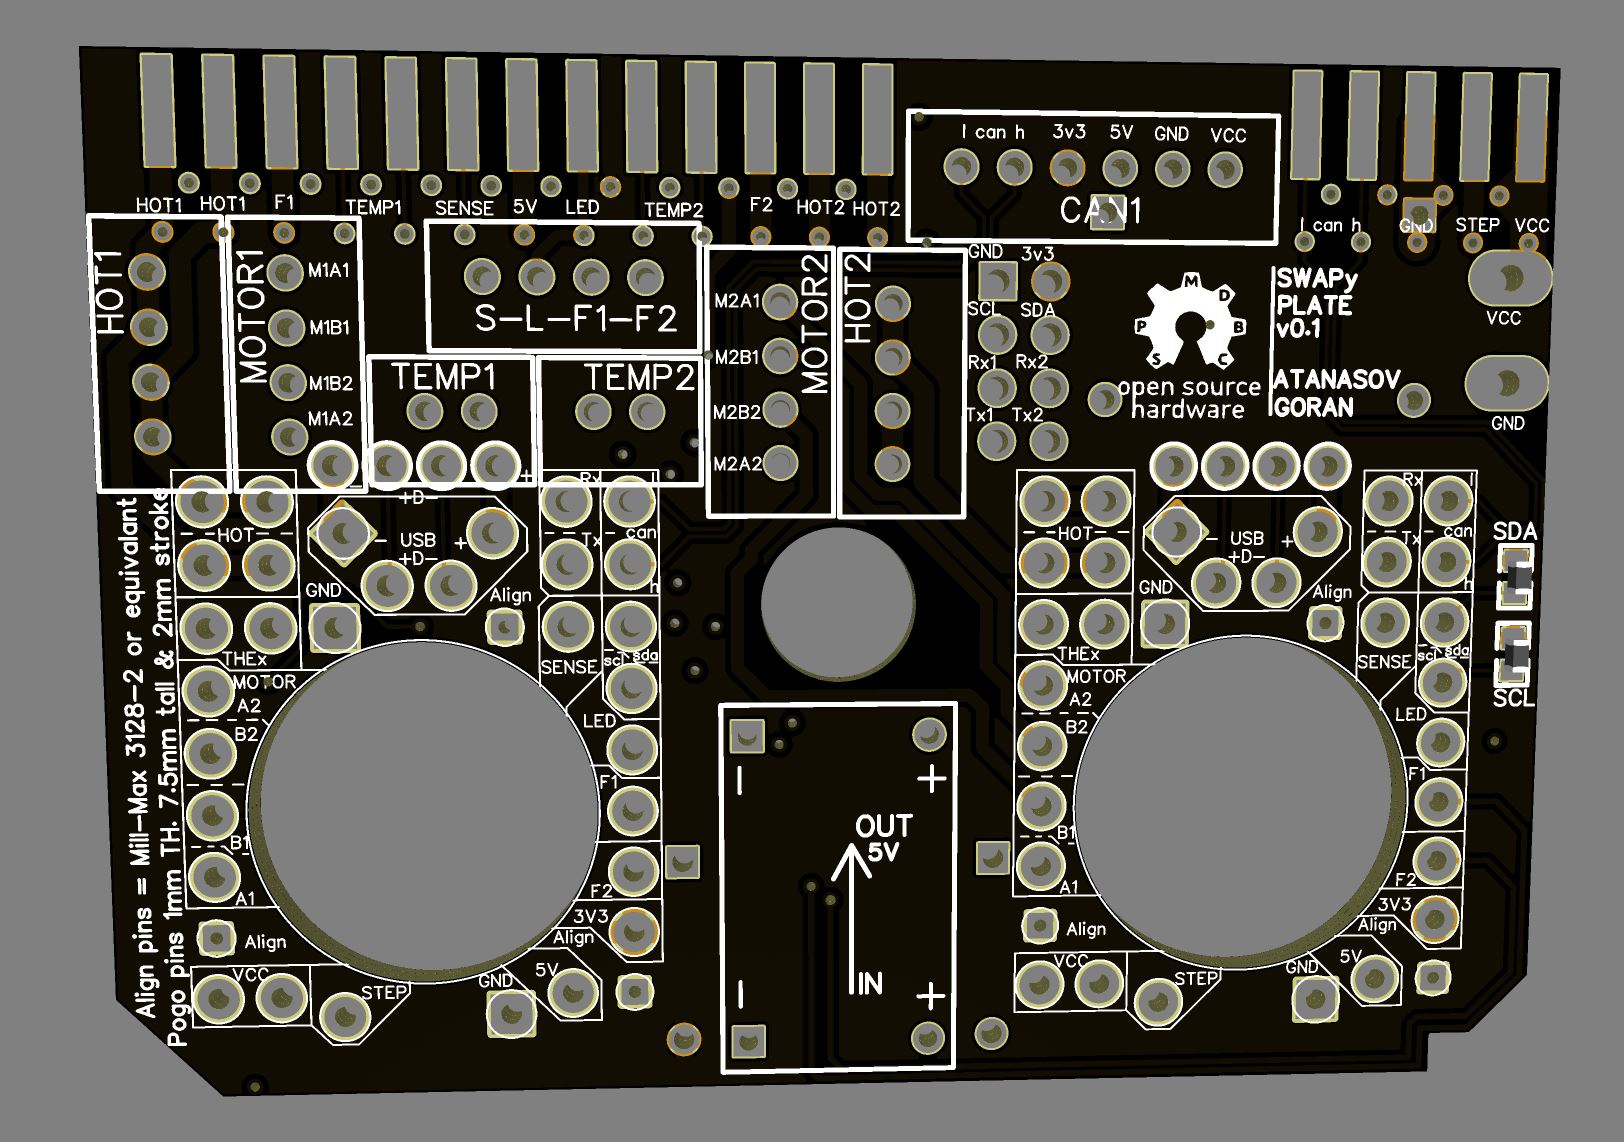 l can h 3v3 5V GND VCC
CAN1
HOT1 HOT1 F1 TEMP1 SENSE 5V LED TEMP2 F2 HOT2 HOT2
l can h GND STEP VCC
HOT1
MOTOR1
M1A1
M1B1
M1B2
M1A2
S-L-F1-F2
TEMP1
TEMP2
M2A1
M2B1
M2B2
M2A2
MOTOR2
HOT2
GND 3v3
SCL SDA
Rx1 Rx2
Tx1 Tx2
M
D
B
C
S
P
open source
hardware
SWAPy
PLATE
v0.1
ATANASOV
GORAN
VCC
GND
Align pins = Mill-Max 3128-2 or equivalant
Pogo pins 1mm TH. 7.5mm tall & 2mm stroke
- +D- +
HOT
- USB +
+D-
GND
Align
Rx l
Tx can
h
THEx
SENSE
scl sda
MOTOR
A2
B2
B1
A1
LED
F1
F2
3V3
Align
Align
VCC
STEP
GND
5V
- +
OUT
5V
IN
- +
HOT
- USB +
+D-
GND
Align
Rx l
Tx can
h
THEx
SENSE
scl sda
MOTOR
A2
B2
B1
A1
LED
F1
F2
3V3
Align
Align
VCC
STEP
GND
5V
SDA
SCL